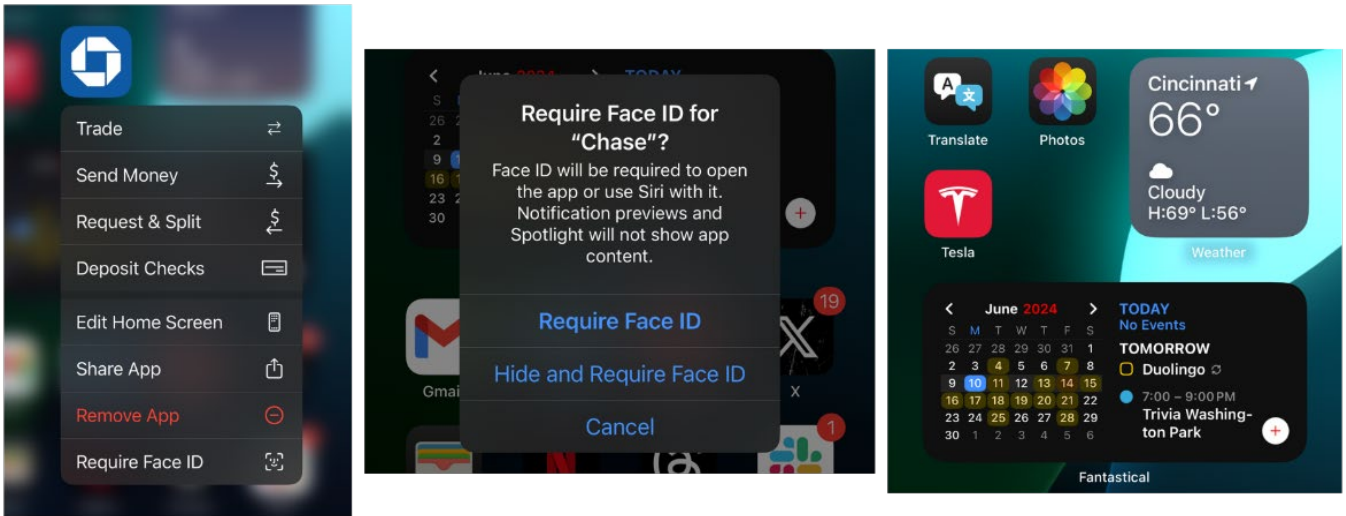 Trade
Send Money
Request & Split
Deposit Checks
Edit Home Screen
Share App
Remove App
Require Face ID
June 2024 TODAY
S
26
2
9
16
23
30
Require Face ID for
“Chase”?
Face ID will be required to open
the app or use Siri with it.
Notification previews and
Spotlight will not show app
content.
Require Face ID
Hide and Require Face ID
Cancel
19
Gmai
X
1
A 文
Translate
Photos
Tesla
Cincinnati
66°
Cloudy
H:69° L:56°
Weather
June 2024
S M T W T F S
26 27 28 29 30 31 1
2 3 4 5 6 7 8
9 10 11 12 13 14 15
16 17 18 19 20 21 22
23 24 25 26 27 28 29
30 1 2 3 4 5 6
TODAY
No Events
TOMORROW
Duolingo
7:00 – 9:00 PM
Trivia Washing-
ton Park
Fantastical